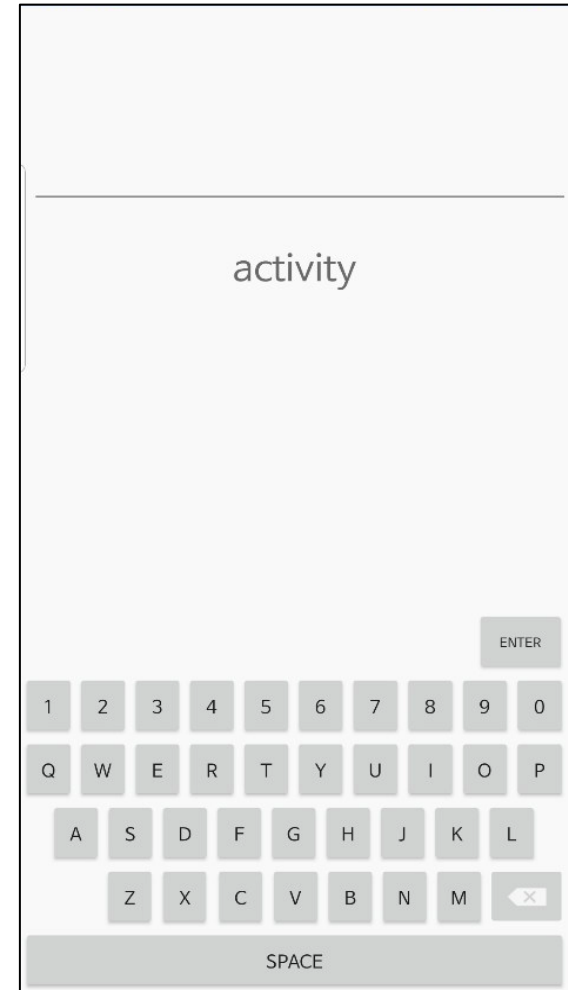 activity
ENTER
1 2 3 4 5 6 7 8 9 0
Q W E R T Y U I O P
A S D F G H J K L
Z X C V B N M
SPACE